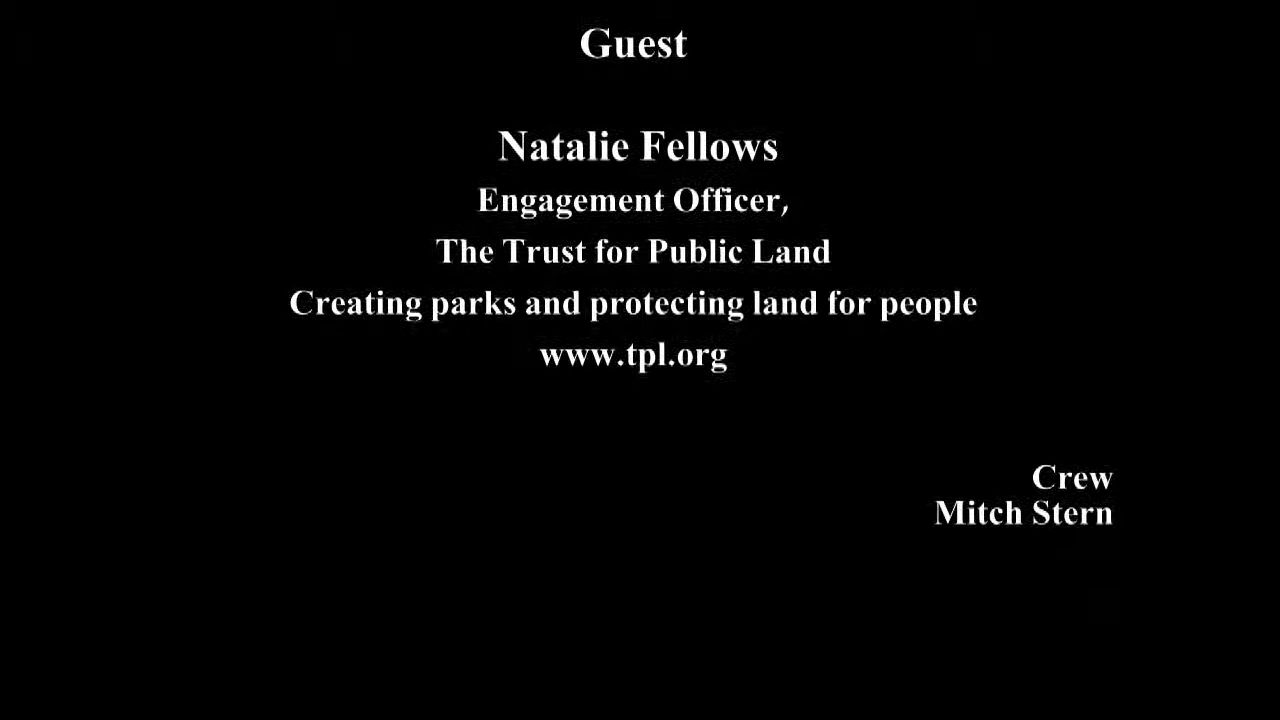 Guest
Natalie Fellows
Engagement Officer,
The Trust for Public Land
Creating parks and protecting land for people
www.tpl.org
Crew
Mitch Stern